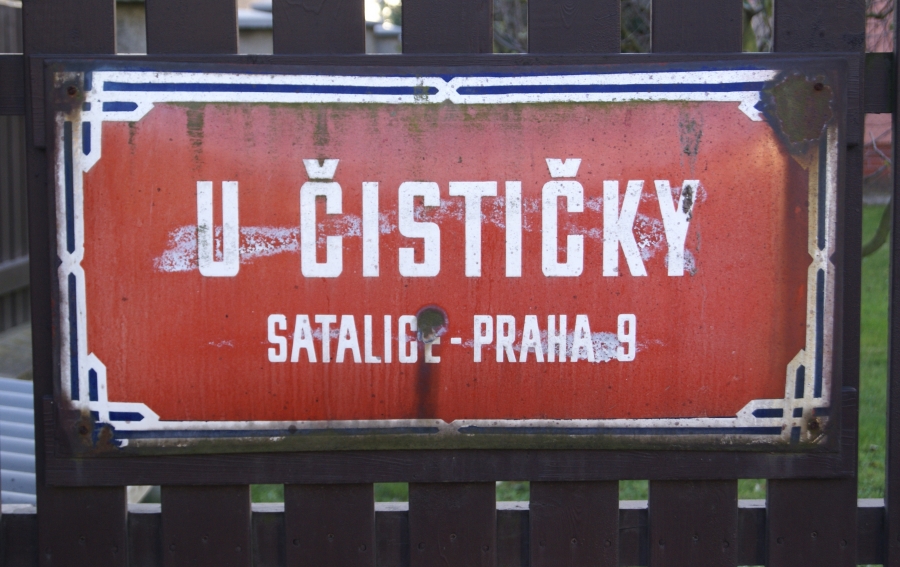 U ČISTIČKY
SATALICE - PRAHA 9